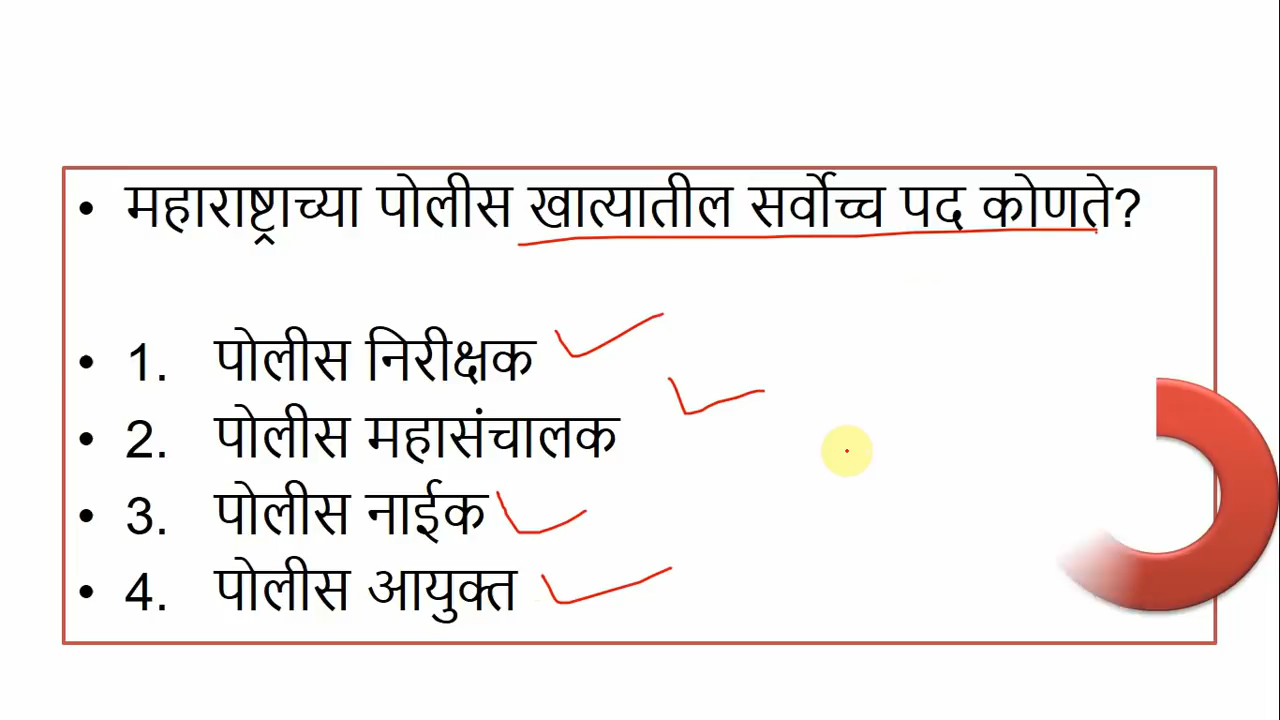 • महाराष्ट्राच्या पोलीस खात्यातील सर्वोच्च पद कोणते?
• 1. पोलीस निरीक्षक
• 2. पोलीस महासंचालक
• 3. पोलीस नाईक
• 4. पोलीस आयुक्त